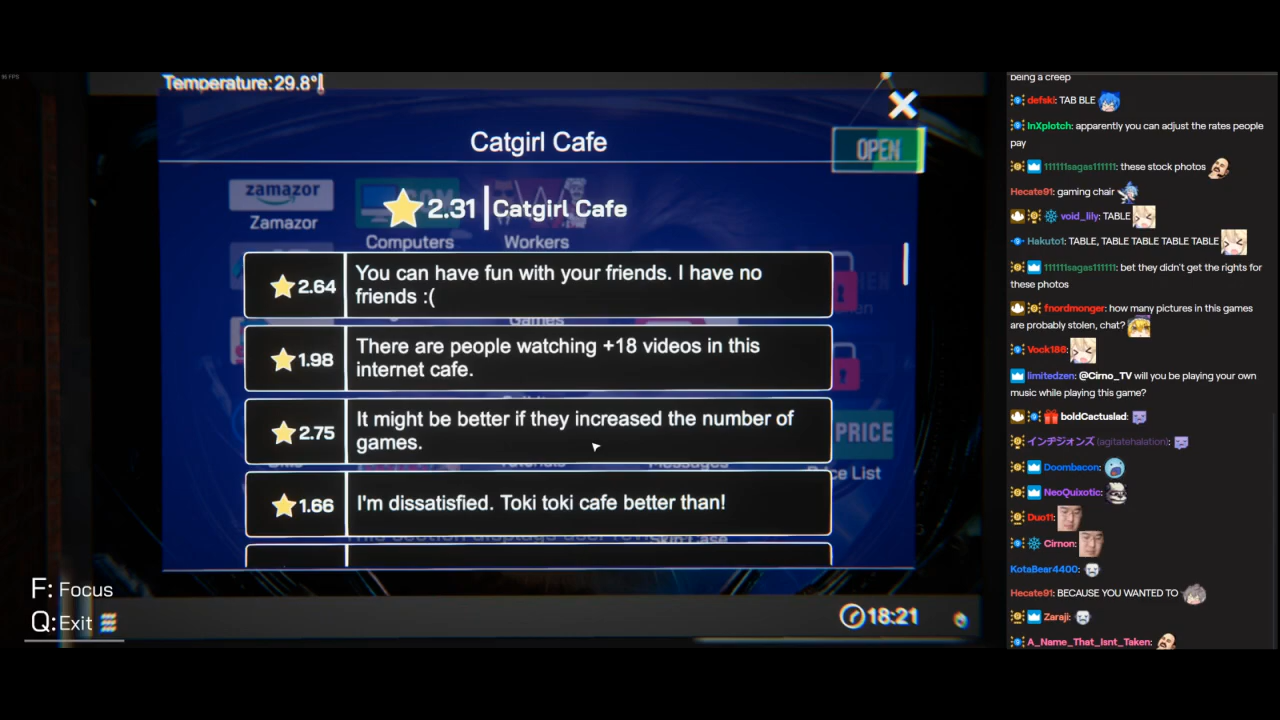 91 FPS
Temperature:29.8°
Catgirl Cafe
OPEN
zamazor
Zamazor
Computers
Workers
2.31
Catgirl Cafe
2.64
You can have fun with your friends. I have no
friends :(
Games
1.98
There are people watching +18 videos in this
internet cafe.
2.75
It might be better if they increased the number of
games.
PRICE
Price List
1.66
I'm dissatisfied. Toki toki cafe better than!
F: Focus
Q: Exit
18:21
being a creep
defski: TAB BLE
InXplotch: apparently you can adjust the rates people
pay
111111sagas111111: these stock photos
Hecate91: gaming chair
void_lily: TABLE
Hakuto1: TABLE, TABLE TABLE TABLE TABLE
111111sagas111111: bet they didn't get the rights for
these photos
fnordmonger: how many pictures in this games
are probably stolen, chat?
Vock186:
limitedzen: @Cirno_TV will you be playing your own
music while playing this game?
boldCactuslad:
インヂジオンズ (agitatehalation):
Doombacon:
NeoQuixotic:
Duo11:
Cirnon:
KotaBear4400:
Hecate91: BECAUSE YOU WANTED TO
Zaraji:
A_Name_That_Isnt_Taken: